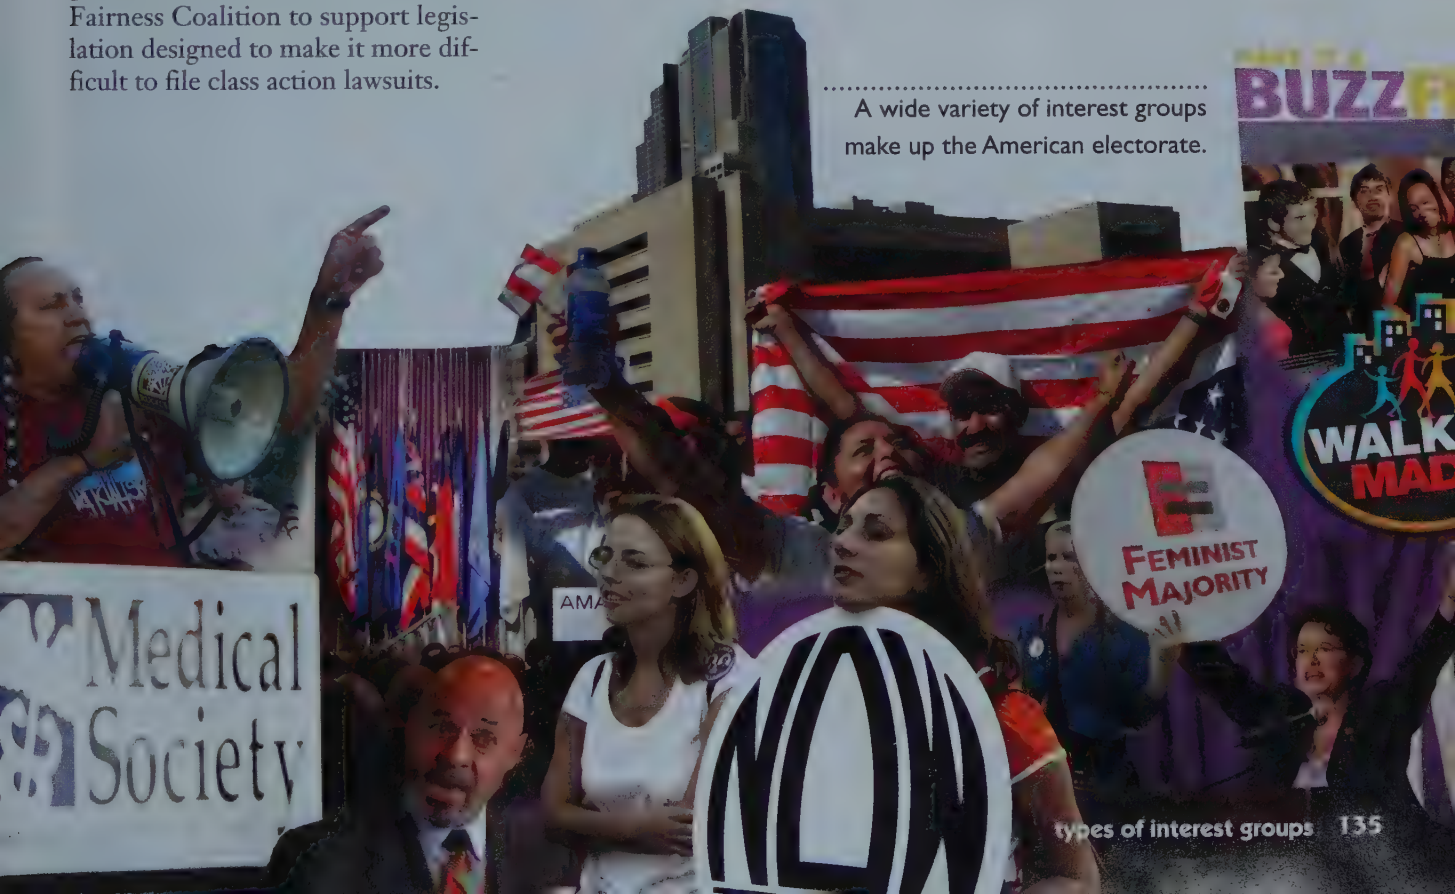 Fairness Coalition to support legis-
lation designed to make it more dif-
ficult to file class action lawsuits.
A wide variety of interest groups
make up the American electorate.
BUZZ
WALK
MAD
FEMINIST
MAJORITY
AMA
Medical
Society
NOW
types of interest groups 135